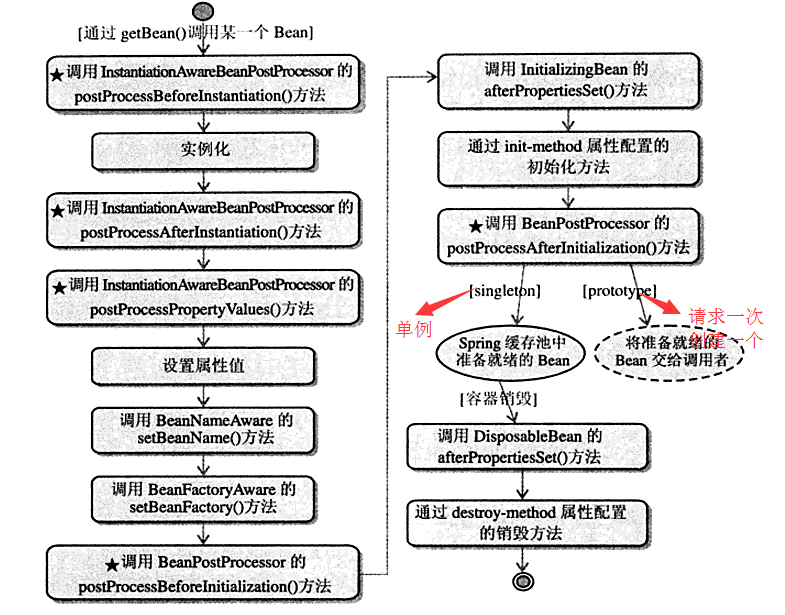 [通过 getBean()调用某一个 Bean]
★调用 InstantiationAwareBeanPostProcessor 的
postProcessBeforeInstantiation()方法
实例化
★调用 InstantiationAwareBeanPostProcessor 的
postProcessAfterInstantiation()方法
★调用 InstantiationAwareBeanPostProcessor 的
postProcessPropertyValues()方法
设置属性值
调用 BeanNameAware 的
setBeanName()方法
调用 BeanFactoryAware 的
setBeanFactory()方法
★调用 BeanPostProcessor 的
postProcessBeforeInitialization()方法
调用 InitializingBean 的
afterPropertiesSet()方法
通过 init-method 属性配置的
初始化方法
★调用 BeanPostProcessor 的
postProcessAfterInitialization()方法
[singleton]
[prototype]
单例
请求一次
创建一个
Spring 缓存池中
准备就绪的 Bean
将准备就绪的
Bean 交给调用者
[容器销毁]
调用 DisposableBean 的
afterPropertiesSet()方法
通过 destroy-method 属性配置
的销毁方法